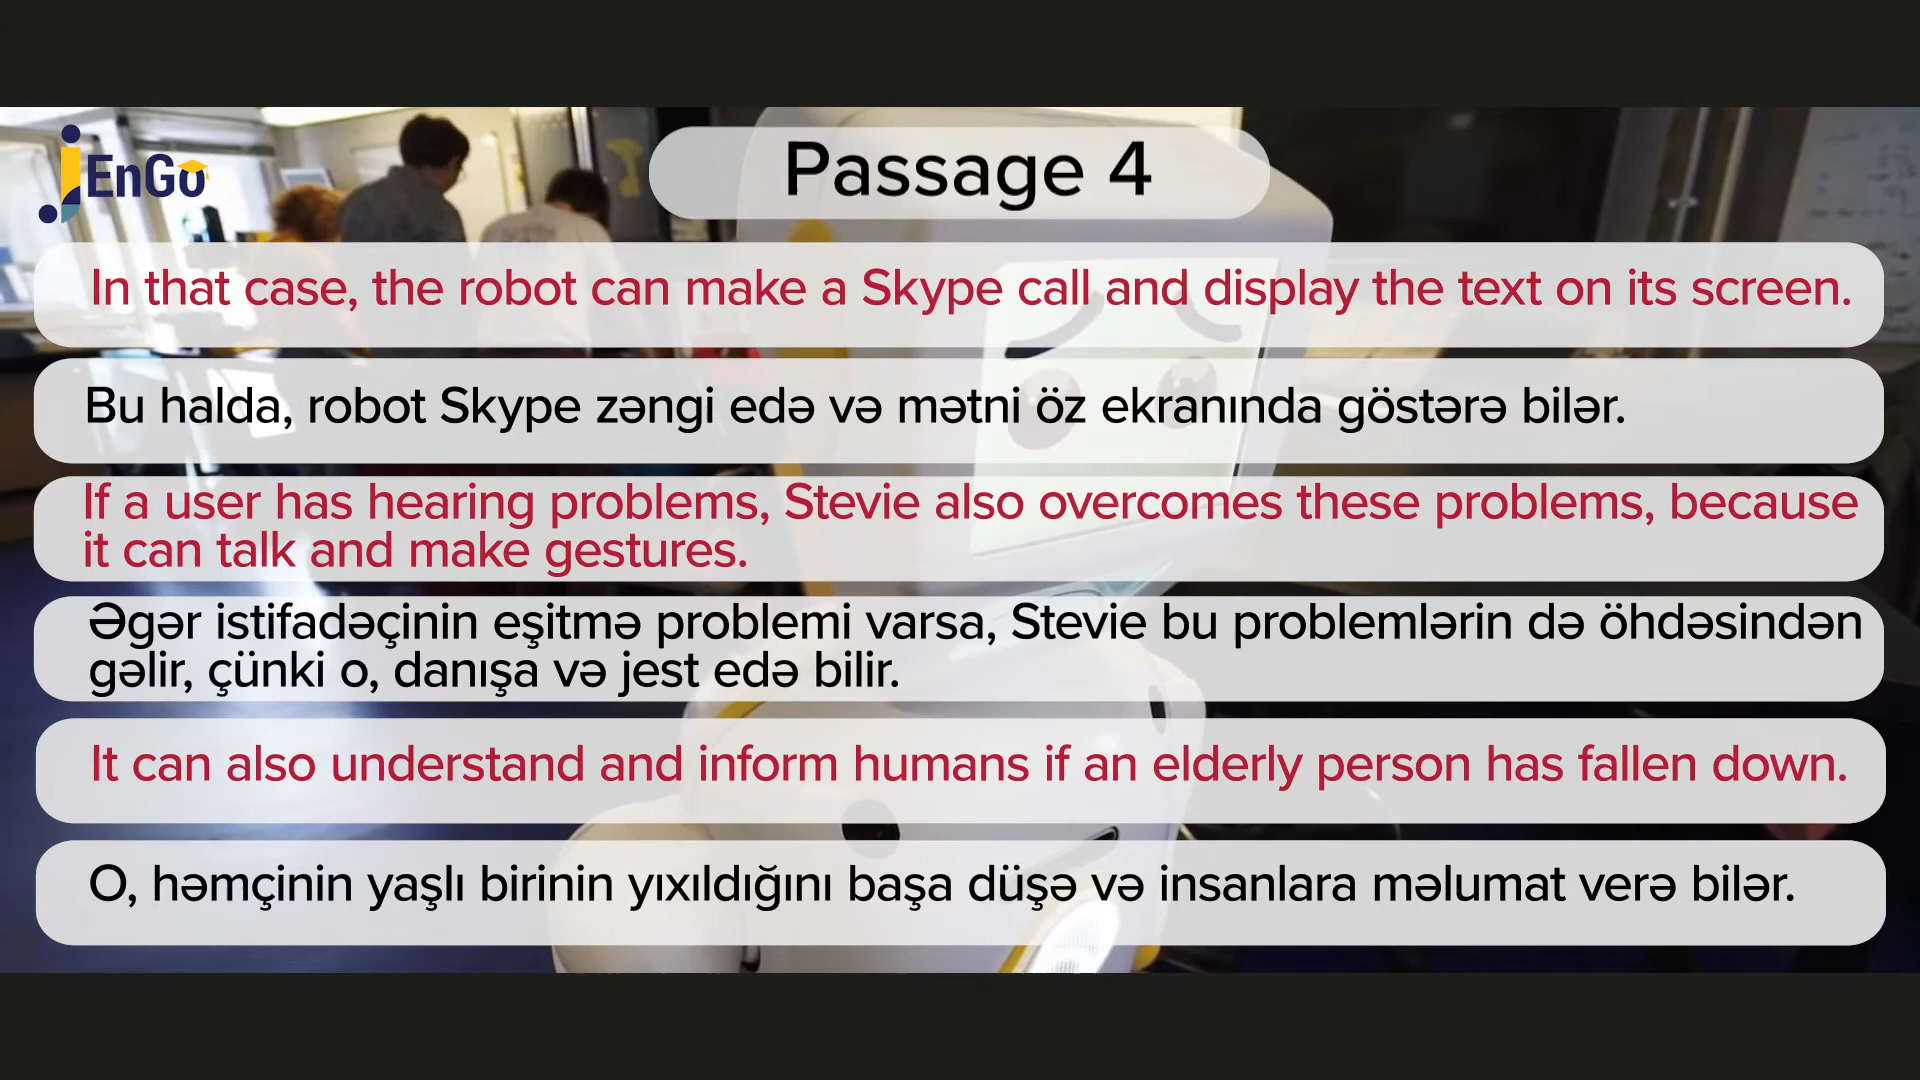 EnGo
Passage 4
In that case, the robot can make a Skype call and display the text on its screen.
Bu halda, robot Skype zəngi edə və mətni öz ekranında göstərə bilər.
If a user has hearing problems, Stevie also overcomes these problems, because
it can talk and make gestures.
Əgər istifadəçinin eşitmə problemi varsa, Stevie bu problemlərin də öhdəsindən
gəlir, çünki o, danışa və jest edə bilir.
It can also understand and inform humans if an elderly person has fallen down.
O, həmçinin yaşlı birinin yıxıldığını başa düşə və insanlara məlumat verə bilər.